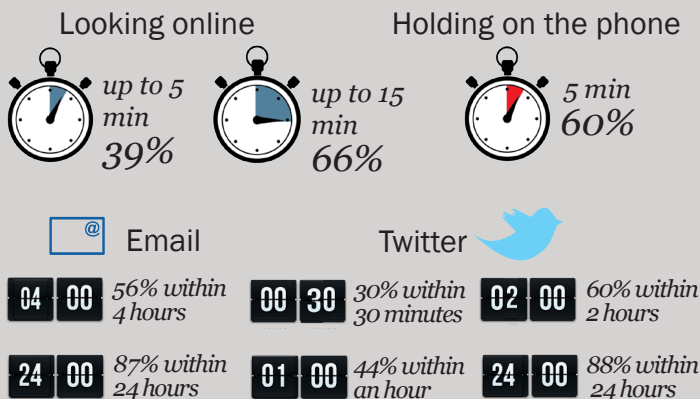 Looking online
up to 5
min
39%
up to 15
min
66%
Holding on the phone
5 min
60%
@
Email
04 00
56% within
4 hours
24 00
87% within
24 hours
Twitter
00 30
30% within
30 minutes
02 00
60% within
2 hours
01 00
44% within
an hour
24 00
88% within
24 hours